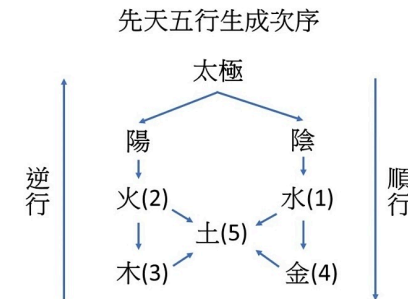 先天五行生成次序
太極
陽 陰
逆行 順行
火(2) 水(1)
土(5)
木(3) 金(4)